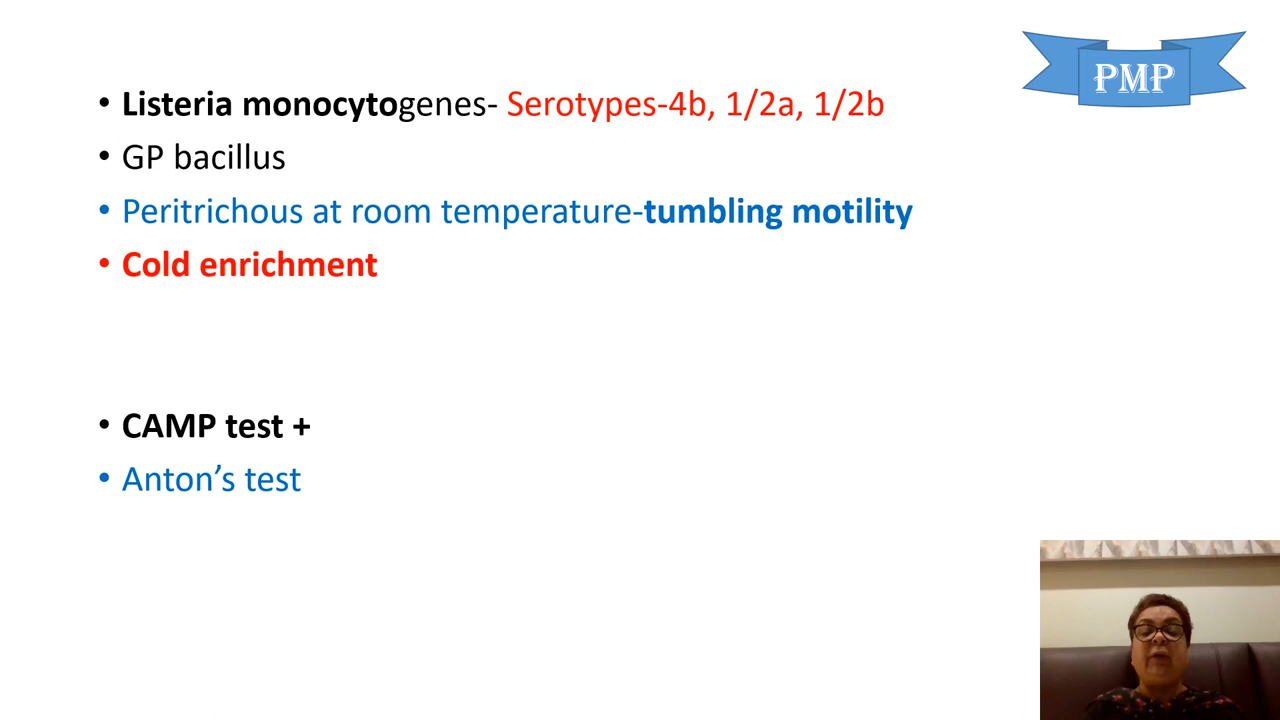 PMP
• Listeria monocytogenes- Serotypes-4b, 1/2a, 1/2b
• GP bacillus
• Peritrichous at room temperature-tumbling motility
• Cold enrichment
• CAMP test +
• Anton’s test